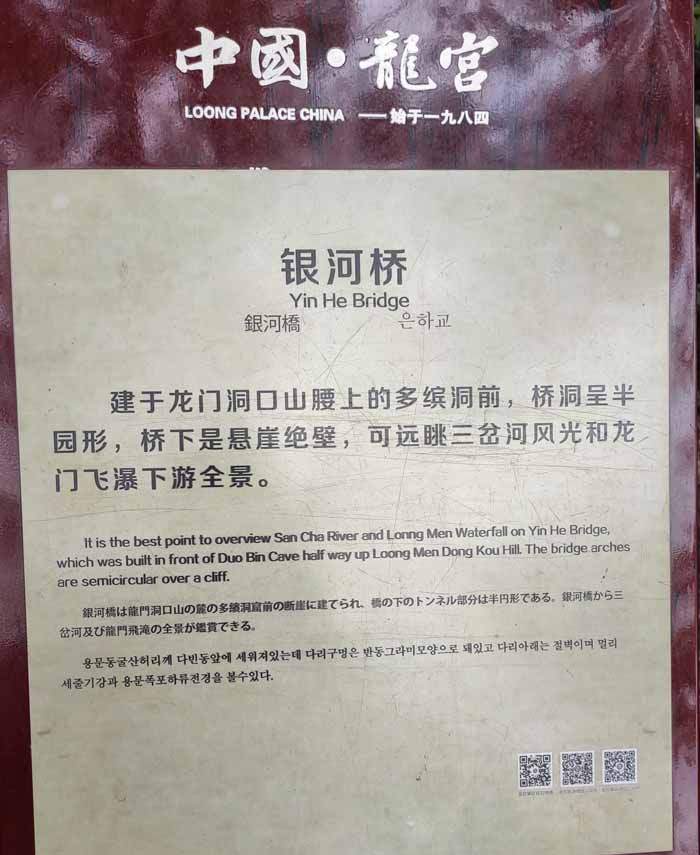 中國·龍宮
LOONG PALACE CHINA ——始于一九八四
银河桥
Yin He Bridge
銀河橋 은하교
建于龙门洞口山腰上的多缤洞前，桥洞呈半
园形，桥下是悬崖绝壁，可远眺三岔河风光和龙
门飞瀑下游全景。
It is the best point to overview San Cha River and Lonng Men Waterfall on Yin He Bridge,
which was built in front of Duo Bin Cave half way up Loong Men Dong Kou Hill. The bridge arches
are semicircular over a cliff.
銀河橋は龍門洞口山の麓の多繽洞窟前の断崖に建てられ、橋の下のトンネル部分は半円形である。銀河橋から三
岔河及び龍門飛滝の全景が鑑賞できる。
용문동굴산허리께 다빈동앞에 세워져있는데 다리구멍은 반동그라미모양으로 돼있고 다리아래는 절벽이며 멀리
세줄기강과 용문폭포하류전경을 볼수있다.